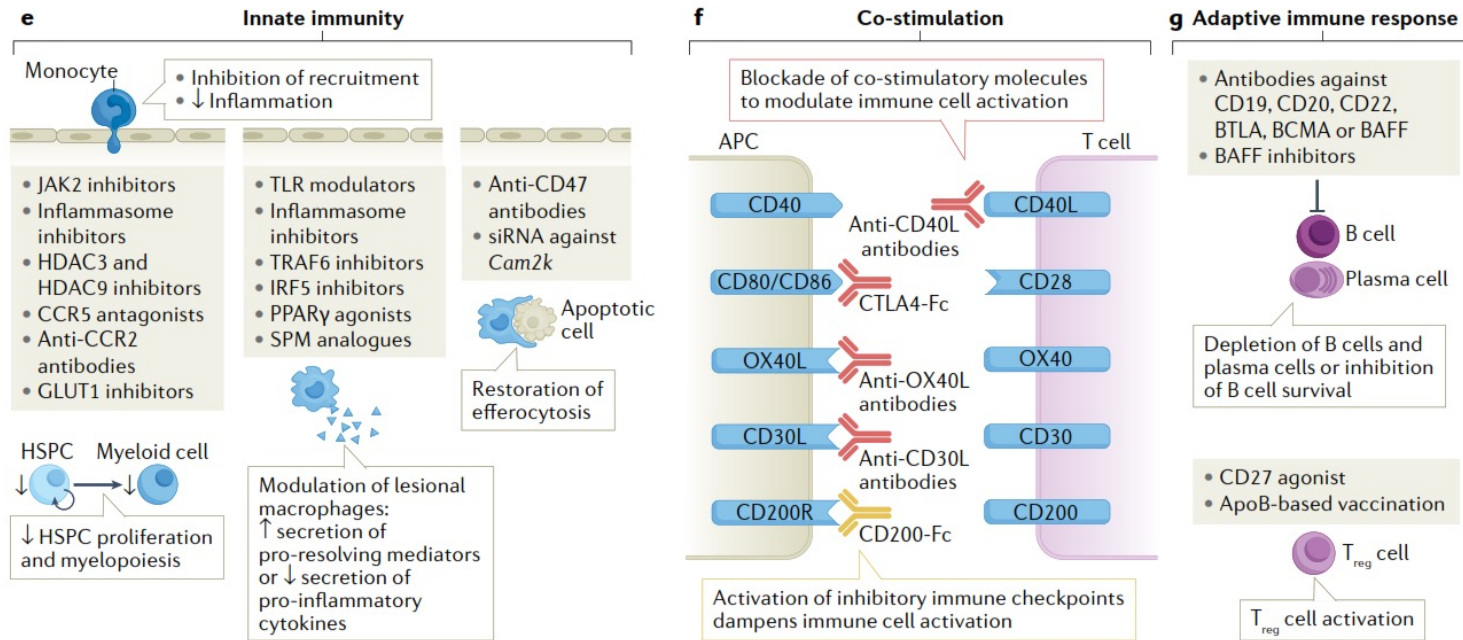 e Innate immunity
Monocyte
• Inhibition of recruitment
• ↓ Inflammation
• JAK2 inhibitors
• Inflammasome
inhibitors
• HDAC3 and
HDAC9 inhibitors
• CCR5 antagonists
• Anti-CCR2
antibodies
• GLUT1 inhibitors
• TLR modulators
• Inflammasome
inhibitors
• TRAF6 inhibitors
• IRF5 inhibitors
• PPARγ agonists
• SPM analogues
• Anti-CD47
antibodies
• siRNA against
Cam2k
Apoptotic
cell
Restoration of
efferocytosis
HSPC
Myeloid cell
↓
↓
↓ HSPC proliferation
and myelopoiesis
Modulation of lesional
macrophages:
↑ secretion of
pro-resolving mediators
or ↓ secretion of
pro-inflammatory
cytokines
f Co-stimulation
Blockade of co-stimulatory molecules
to modulate immune cell activation
APC
T cell
CD40
Anti-CD40L
antibodies
CD40L
CD80/CD86
CTLA4-Fc
CD28
OX40L
Anti-OX40L
antibodies
OX40
CD30L
Anti-CD30L
antibodies
CD30
CD200R
CD200-Fc
CD200
Activation of inhibitory immune checkpoints
dampens immune cell activation
g Adaptive immune response
• Antibodies against
CD19, CD20, CD22,
BTLA, BCMA or BAFF
• BAFF inhibitors
B cell
Plasma cell
Depletion of B cells and
plasma cells or inhibition
of B cell survival
• CD27 agonist
• ApoB-based vaccination
Treg cell
Treg cell activation